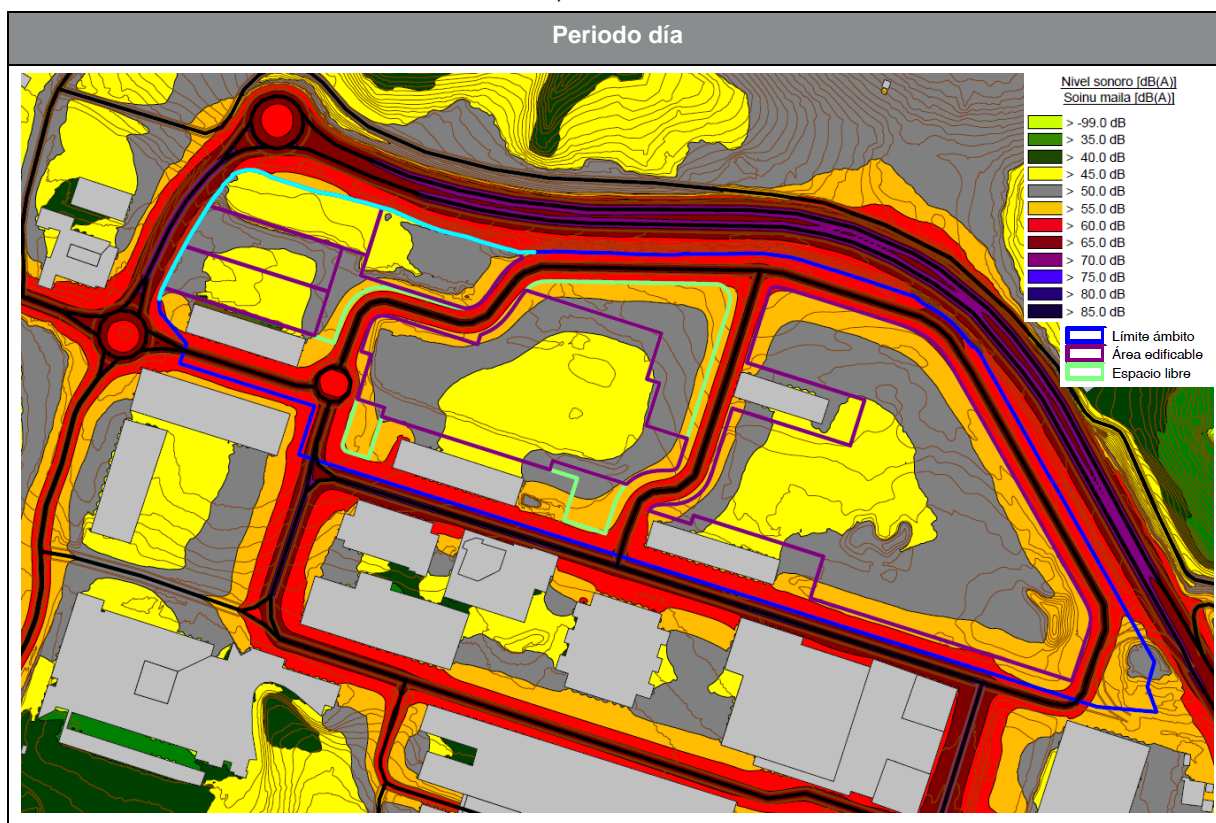 Periodo día
Nivel sonoro [dB(A)]
Soinu maila [dB(A)]
> -99.0 dB
> 35.0 dB
> 40.0 dB
> 45.0 dB
> 50.0 dB
> 55.0 dB
> 60.0 dB
> 65.0 dB
> 70.0 dB
> 75.0 dB
> 80.0 dB
> 85.0 dB
Límite ámbito
Área edificable
Espacio libre